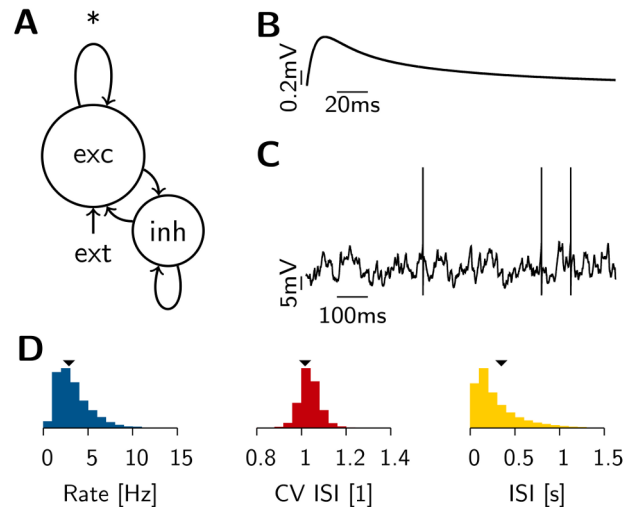 A
*
exc
inh
ext
B
0.2mV
20ms
C
5mV
100ms
D
0 5 10 15
Rate [Hz]
0.8 1 1.2 1.4
CV ISI [1]
0 0.5 1 1.5
ISI [s]